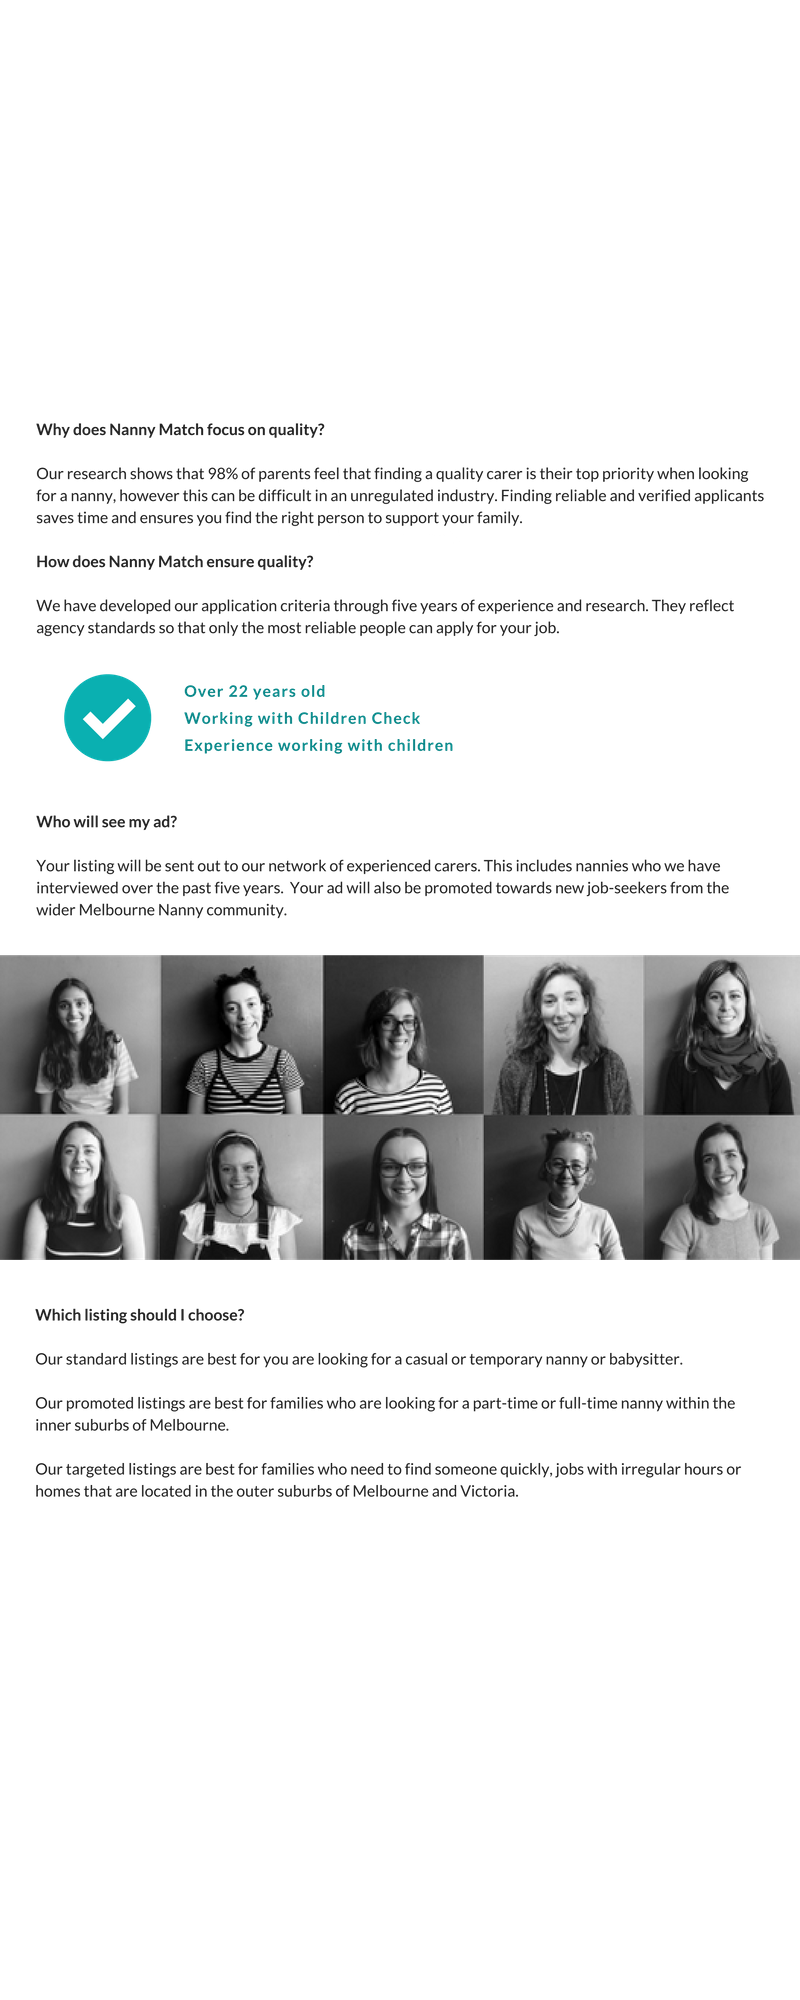 Why does Nanny Match focus on quality?
Our research shows that 98% of parents feel that finding a quality carer is their top priority when looking
for a nanny, however this can be difficult in an unregulated industry. Finding reliable and verified applicants
saves time and ensures you find the right person to support your family.
How does Nanny Match ensure quality?
We have developed our application criteria through five years of experience and research. They reflect
agency standards so that only the most reliable people can apply for your job.
Over 22 years old
Working with Children Check
Experience working with children
Who will see my ad?
Your listing will be sent out to our network of experienced carers. This includes nannies who we have
interviewed over the past five years.  Your ad will also be promoted towards new job-seekers from the
wider Melbourne Nanny community.
Which listing should I choose?
Our standard listings are best for you are looking for a casual or temporary nanny or babysitter.
Our promoted listings are best for families who are looking for a part-time or full-time nanny within the
inner suburbs of Melbourne.
Our targeted listings are best for families who need to find someone quickly, jobs with irregular hours or
homes that are located in the outer suburbs of Melbourne and Victoria.